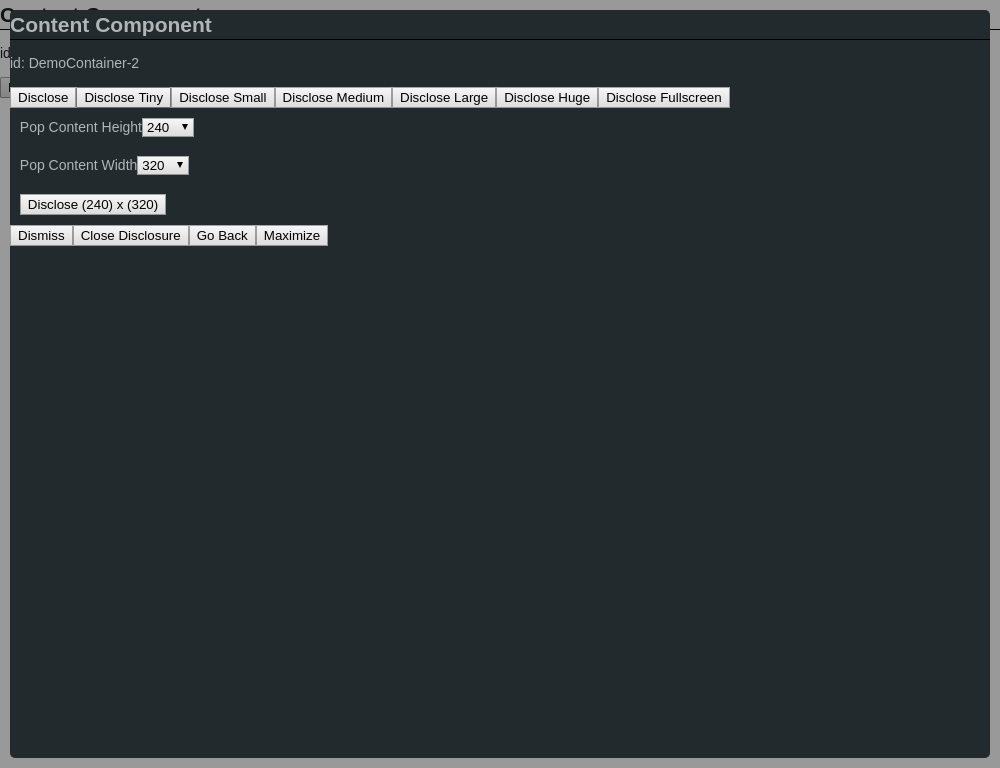 Content Component
id: DemoContainer-2
Disclose Disclose Tiny Disclose Small Disclose Medium Disclose Large Disclose Huge Disclose Fullscreen
Pop Content Height 240
Pop Content Width 320
Disclose (240) x (320)
Dismiss Close Disclosure Go Back Maximize